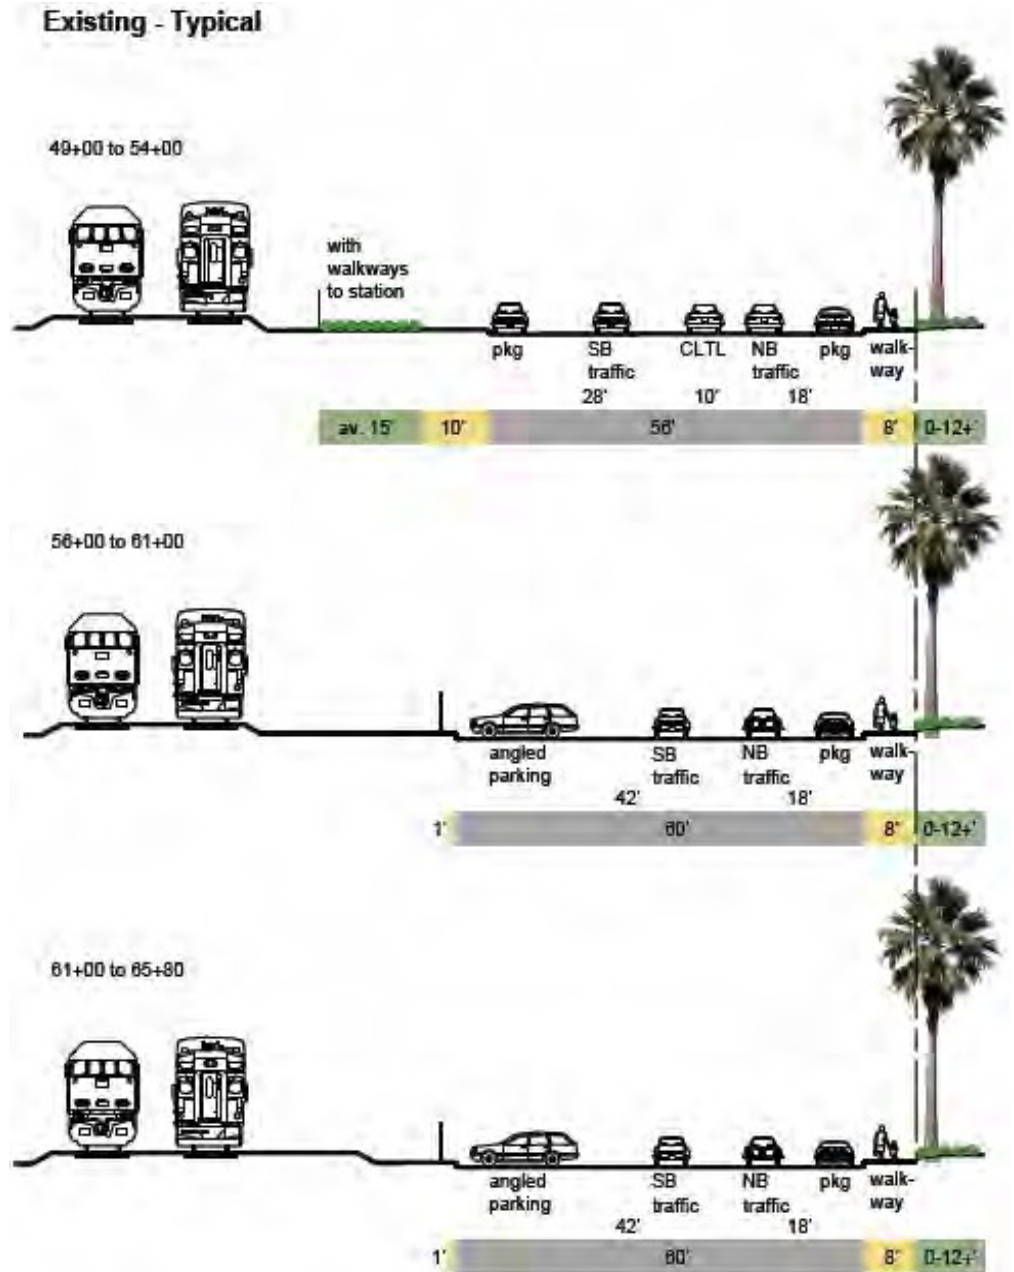 Existing - Typical
49+00 to 54+00
with
walkways
to station
pkg SB CLTL NB pkg walk-
traffic traffic way
28' 10' 18'
av. 15' 10' 56' 8' 0-12+'
56+00 to 61+00
angled SB NB pkg walk-
parking traffic traffic way
42' 18'
1' 60' 8' 0-12+'
61+00 to 65+80
angled SB NB pkg walk-
parking traffic traffic way
42' 18'
1' 60' 8' 0-12+'